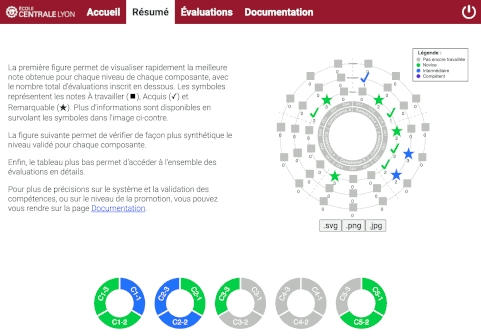 ÉCOLE
CENTRALELYON
Accueil
Résumé
Évaluations
Documentation
La première figure permet de visualiser rapidement la meilleure
note obtenue pour chaque niveau de chaque composante, avec
le nombre total d'évaluations inscrit en dessous. Les symboles
représentent les notes À travailler (■), Acquis (✓) et
Remarquable (★). Plus d'informations sont disponibles en
survolant les symboles dans l'image ci-contre.
La figure suivante permet de vérifier de façon plus synthétique le
niveau validé pour chaque composante.
Enfin, le tableau plus bas permet d'accéder à l'ensemble des
évaluations en détails.
Pour plus de précisions sur le système et la validation des
compétences, ou sur le niveau de la promotion, vous pouvez
vous rendre sur la page Documentation.
Légende :
Pas encore travaillée
Novice
Intermédiaire
Compétent
.svg .png .jpg
C1-3 C1-1
C1-2
C2-3 C2-1
C2-2
C3-3 C3-1
C3-2
C4-3 C4-1
C4-2
C5-3 C5-1
C5-2